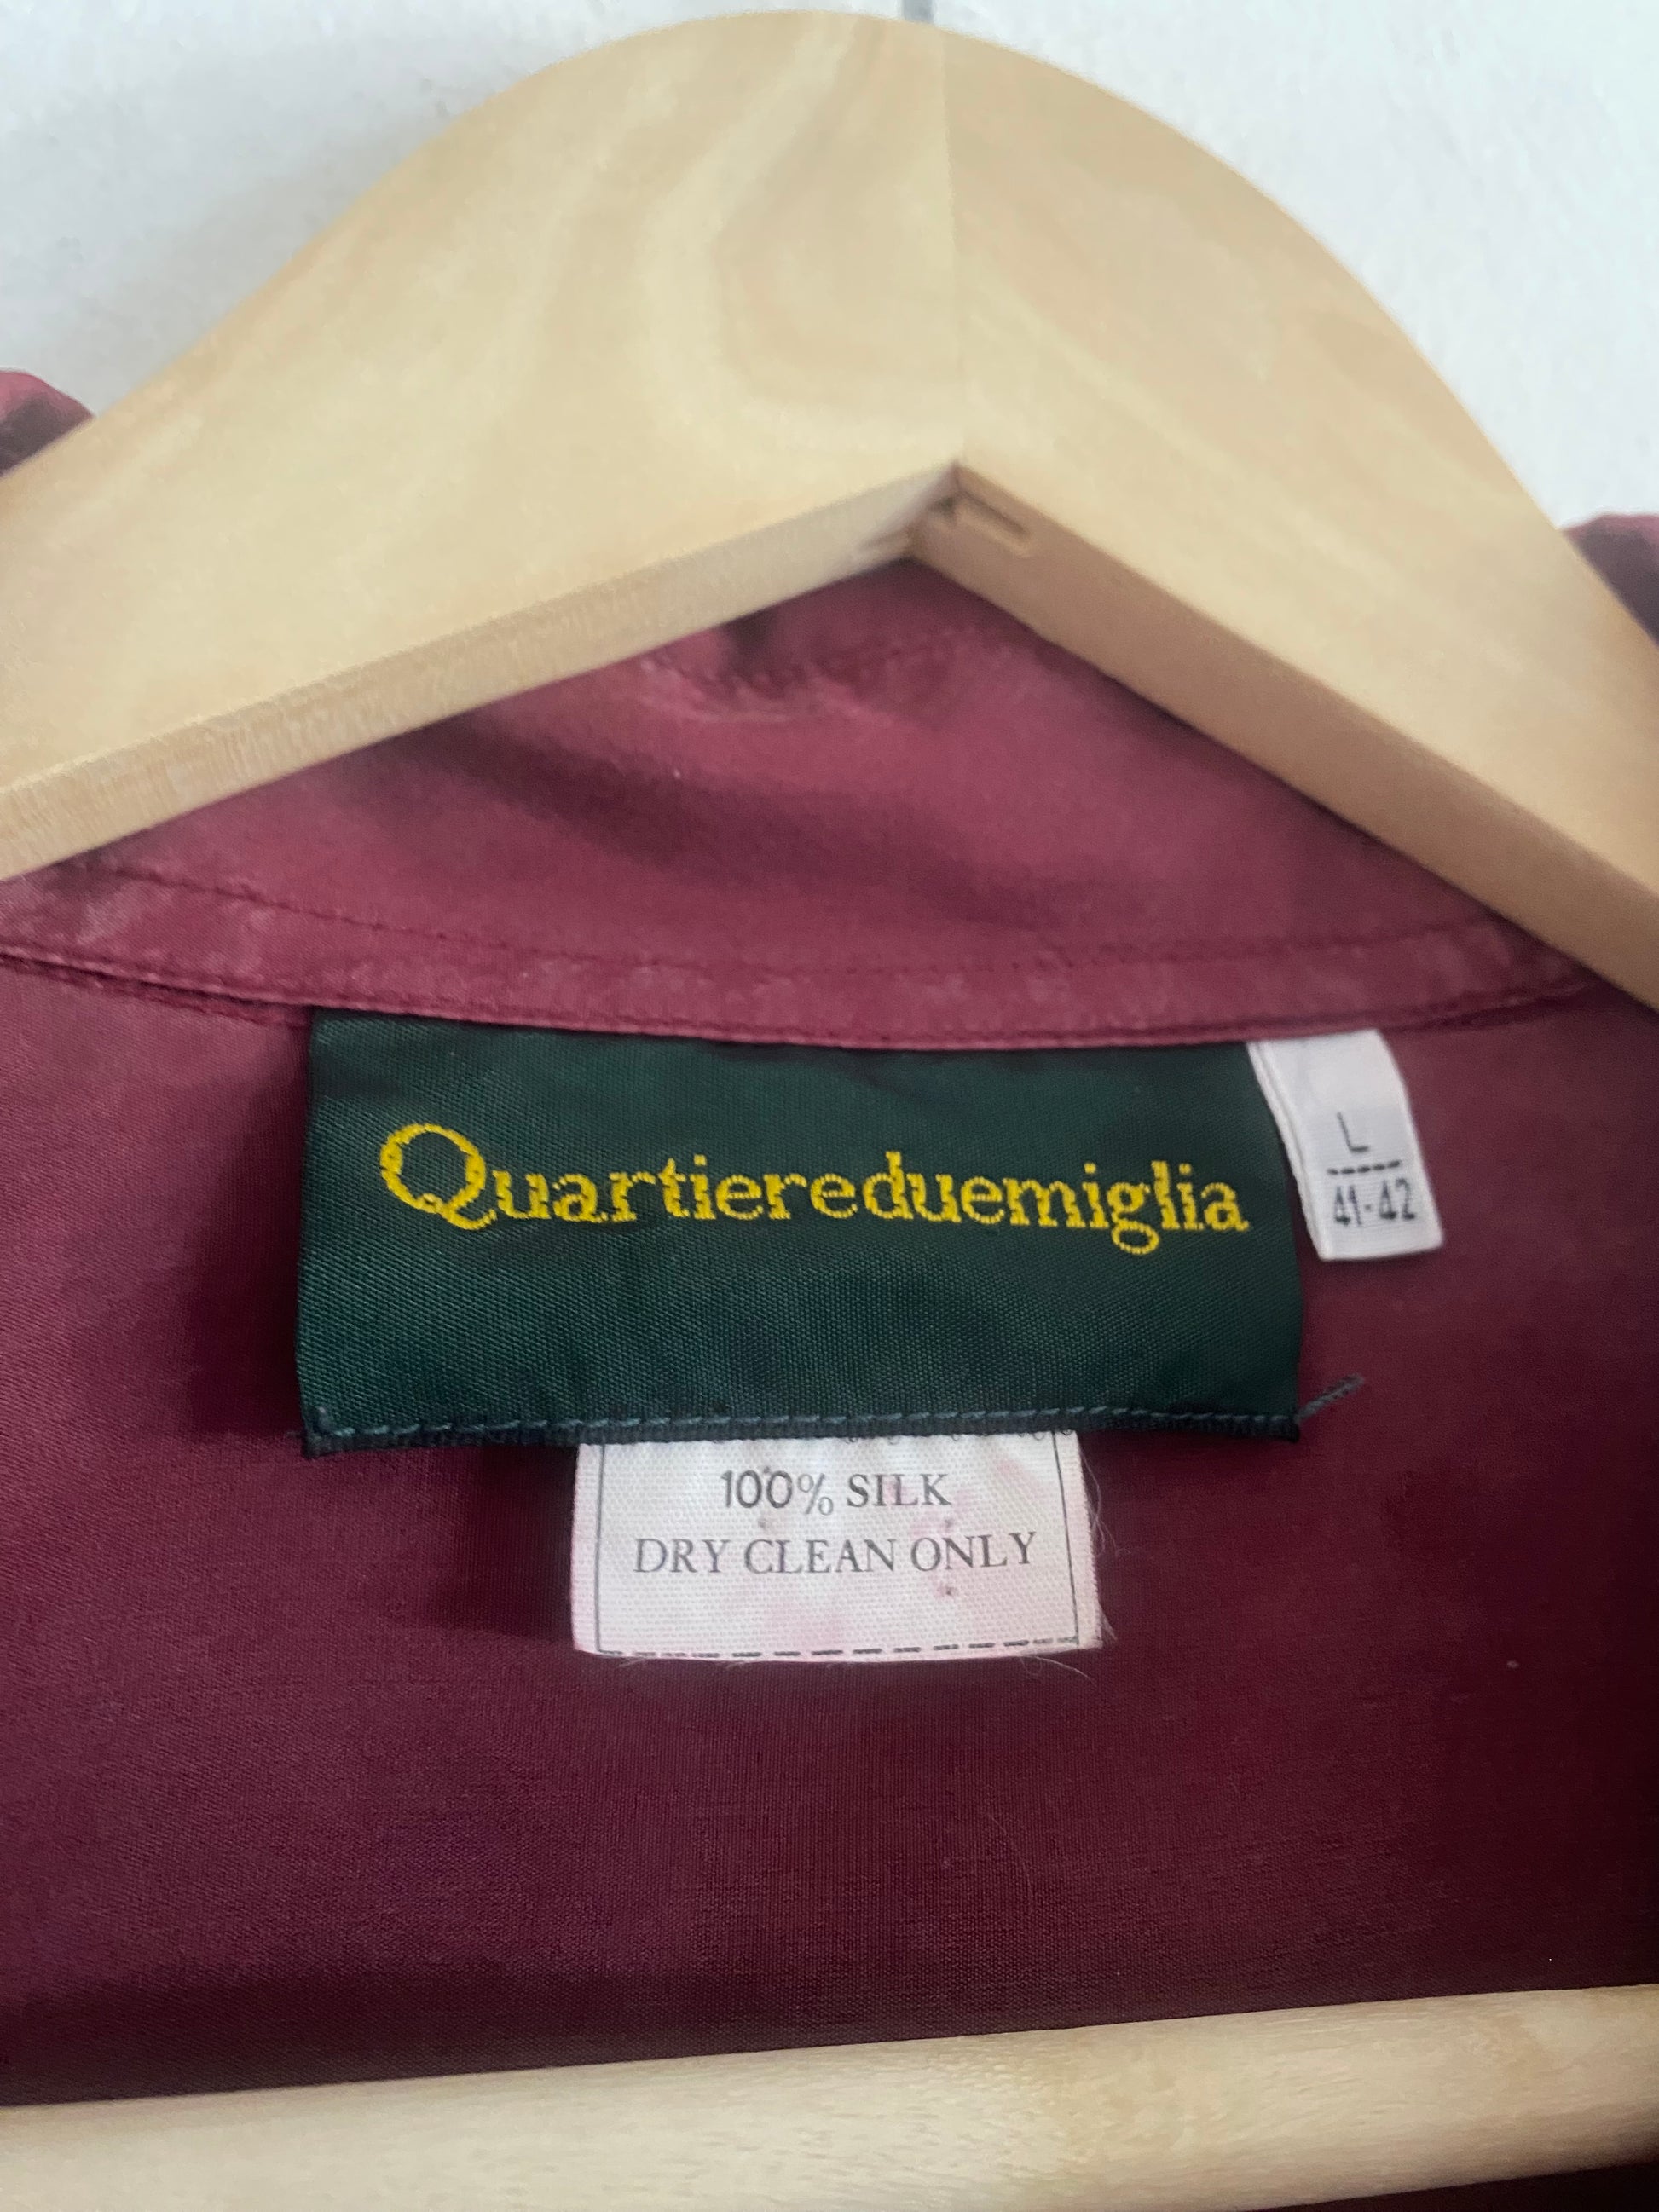 Quartiereduemiglia
L
41-42
100% SILK
DRY CLEAN ONLY